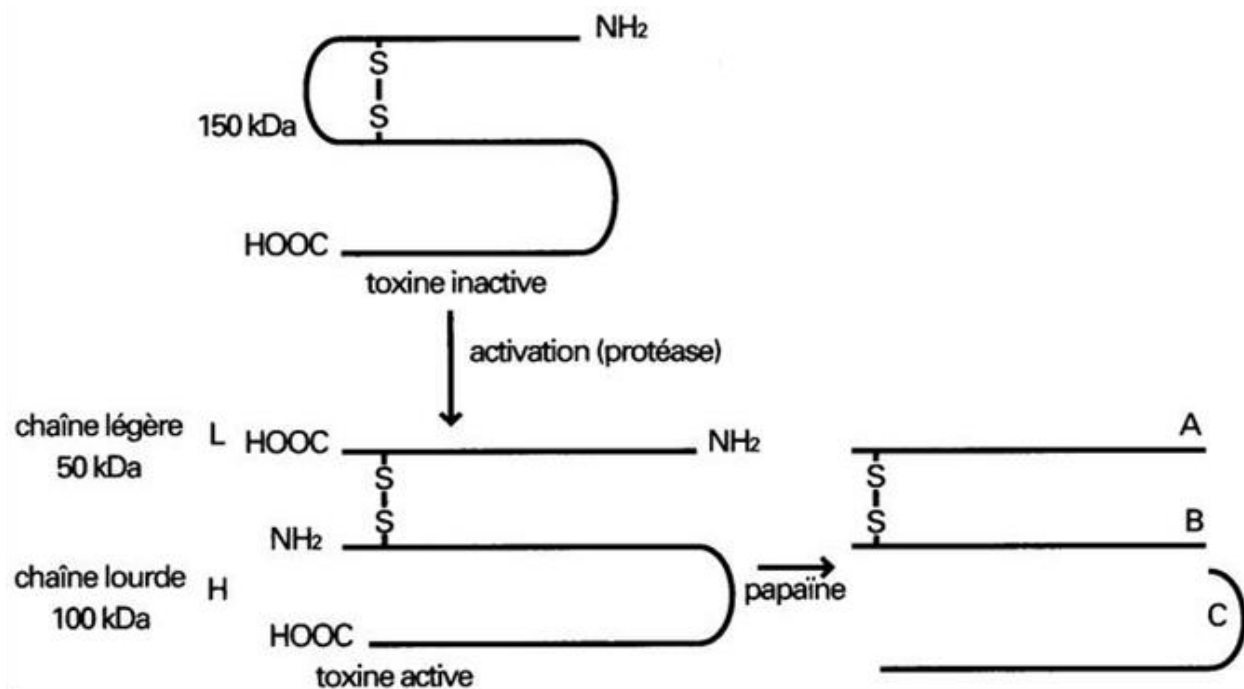 NH₂
S
S
150 kDa
HOOC
toxine inactive
activation (protéase)
chaîne légère
50 kDa
L
HOOC
NH₂
S
S
NH₂
chaîne lourde
100 kDa
H
HOOC
toxine active
papaïne
A
S
S
B
C